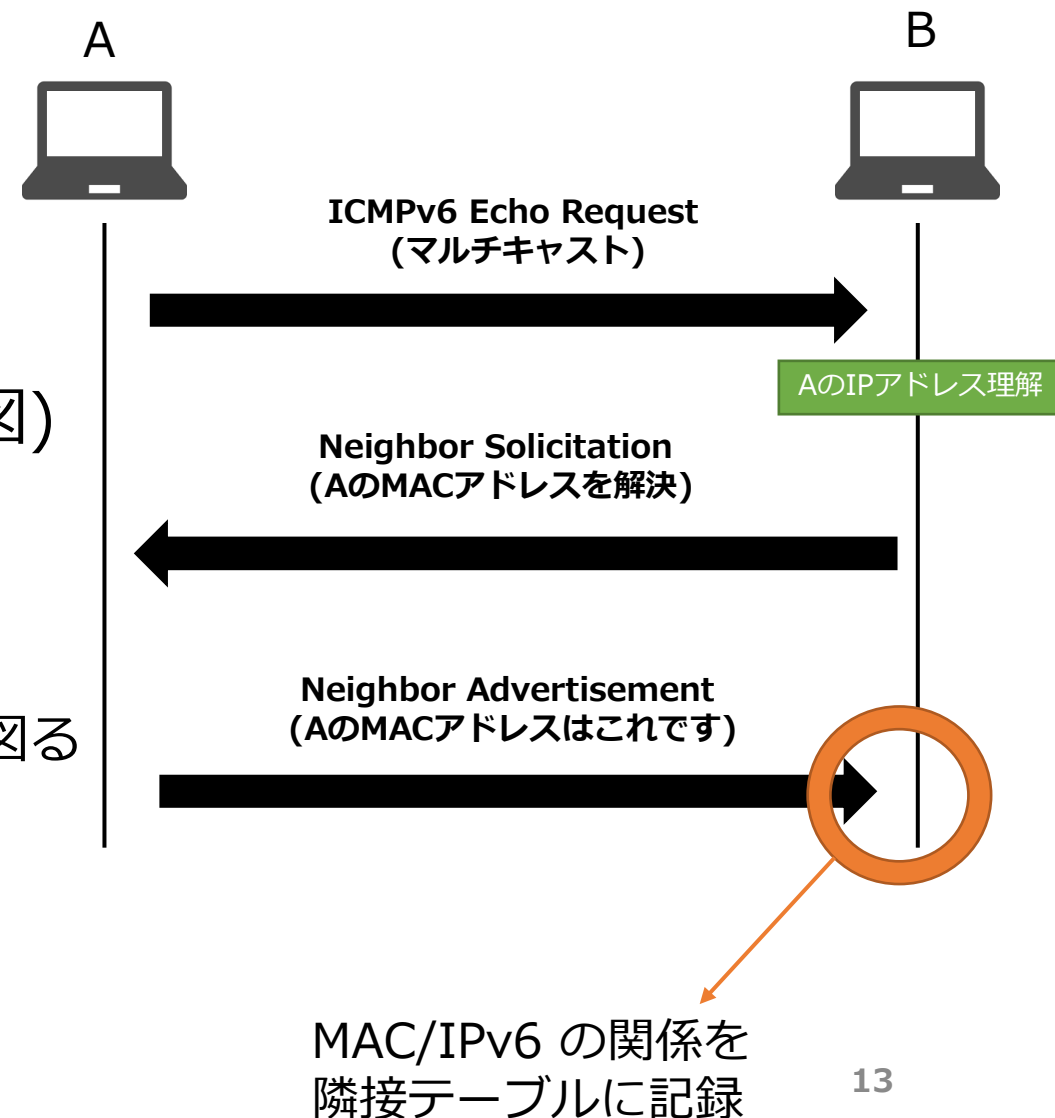 A
B
ICMPv6 Echo Request
(マルチキャスト)
AのIPアドレス理解
図)
Neighbor Solicitation
(AのMACアドレスを解決)
Neighbor Advertisement
(AのMACアドレスはこれです)
図る
MAC/IPv6 の関係を
隣接テーブルに記録
13